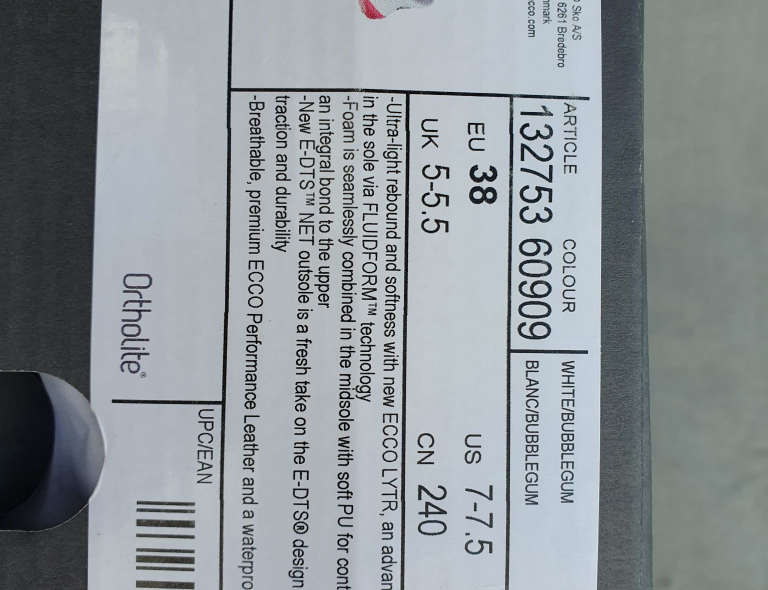 Sko A/S
6261 Bredebro
ARTICLE COLOUR
132753 60909
WHITE/BUBBLEGUM
BLANC/BUBBLEGUM
EU 38 US 7-7.5
UK 5-5.5 CN 240
-Ultra-light rebound and softness with new ECCO LYTR, an advan
in the sole via FLUIDFORM™ technology
-Foam is seamlessly combined in the midsole with soft PU for cont
an integral bond to the upper
-New E-DTS™ NET outsole is a fresh take on the E-DTS® design
traction and durability
-Breathable, premium ECCO Performance Leather and a waterpro
Ortholite®
UPC/EAN